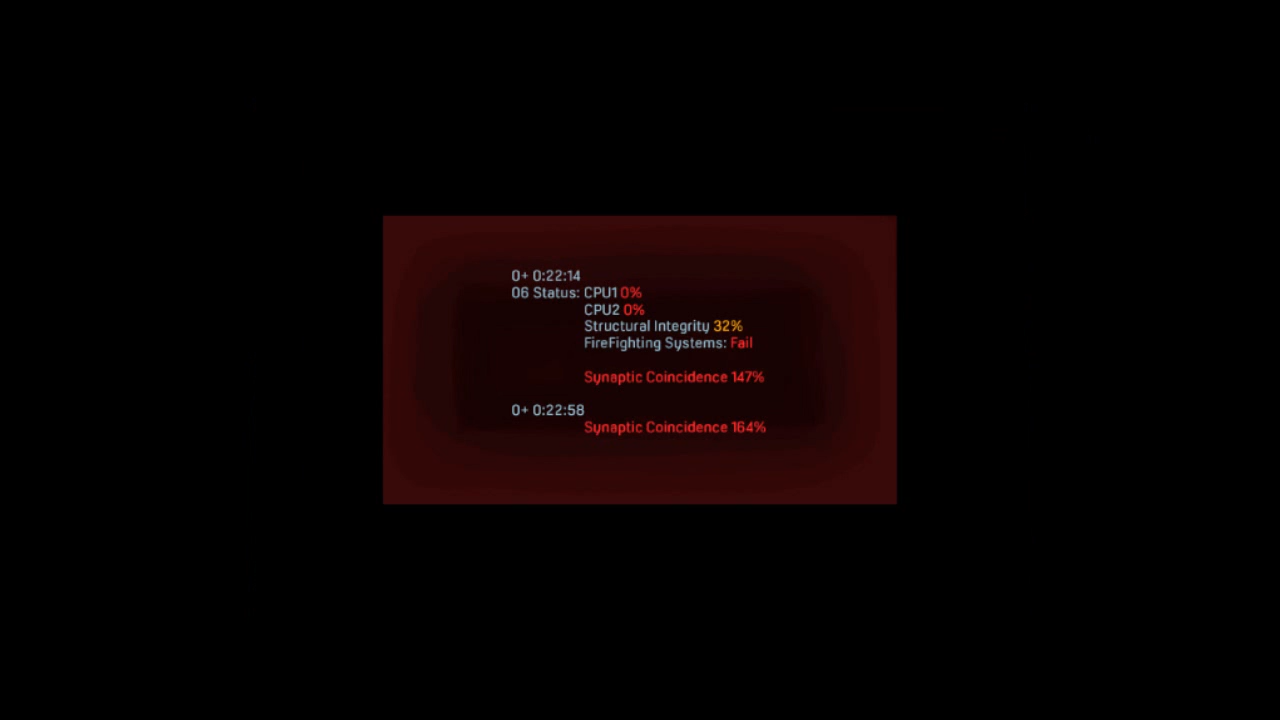 0+ 0:22:14
06 Status: CPU1 0%
CPU2 0%
Structural Integrity 32%
FireFighting Systems: Fail
Synaptic Coincidence 147%
0+ 0:22:58
Synaptic Coincidence 164%